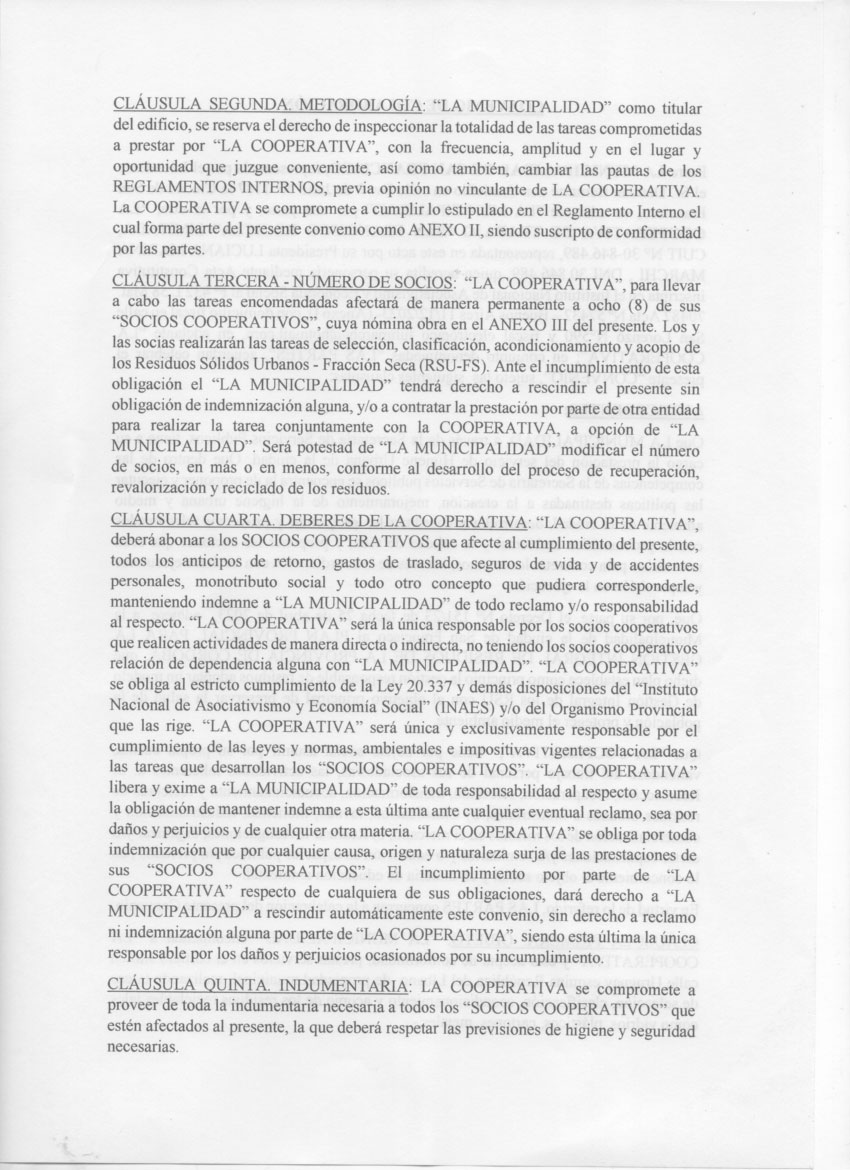 CLÁUSULA SEGUNDA. METODOLOGÍA: “LA MUNICIPALIDAD” como titular
del edificio, se reserva el derecho de inspeccionar la totalidad de las tareas comprometidas
a prestar por “LA COOPERATIVA”, con la frecuencia, amplitud y en el lugar y
oportunidad que juzgue conveniente, así como también, cambiar las pautas de los
REGLAMENTOS INTERNOS, previa opinión no vinculante de LA COOPERATIVA.
La COOPERATIVA se compromete a cumplir lo estipulado en el Reglamento Interno el
cual forma parte del presente convenio como ANEXO II, siendo suscripto de conformidad
por las partes.
CLÁUSULA TERCERA - NÚMERO DE SOCIOS: “LA COOPERATIVA”, para llevar
a cabo las tareas encomendadas afectará de manera permanente a ocho (8) de sus
“SOCIOS COOPERATIVOS”, cuya nómina obra en el ANEXO III del presente. Los y
las socias realizarán las tareas de selección, clasificación, acondicionamiento y acopio de
los Residuos Sólidos Urbanos - Fracción Seca (RSU-FS). Ante el incumplimiento de esta
obligación el “LA MUNICIPALIDAD” tendrá derecho a rescindir el presente sin
obligación de indemnización alguna, y/o a contratar la prestación por parte de otra entidad
para realizar la tarea conjuntamente con la COOPERATIVA, a opción de “LA
MUNICIPALIDAD”. Será potestad de “LA MUNICIPALIDAD” modificar el número
de socios, en más o en menos, conforme al desarrollo del proceso de recuperación,
revalorización y reciclado de los residuos.
CLÁUSULA CUARTA. DEBERES DE LA COOPERATIVA: “LA COOPERATIVA”,
deberá abonar a los SOCIOS COOPERATIVOS que afecte al cumplimiento del presente,
todos los anticipos de retorno, gastos de traslado, seguros de vida y de accidentes
personales, monotributo social y todo otro concepto que pudiera corresponderle,
manteniendo indemne a “LA MUNICIPALIDAD” de todo reclamo y/o responsabilidad
al respecto. “LA COOPERATIVA” será la única responsable por los socios cooperativos
que realicen actividades de manera directa o indirecta, no teniendo los socios cooperativos
relación de dependencia alguna con “LA MUNICIPALIDAD”. “LA COOPERATIVA”
se obliga al estricto cumplimiento de la Ley 20.337 y demás disposiciones del “Instituto
Nacional de Asociativismo y Economía Social” (INAES) y/o del Organismo Provincial
que las rige. “LA COOPERATIVA” será única y exclusivamente responsable por el
cumplimiento de las leyes y normas, ambientales e impositivas vigentes relacionadas a
las tareas que desarrollan los “SOCIOS COOPERATIVOS”. “LA COOPERATIVA”
libera y exime a “LA MUNICIPALIDAD” de toda responsabilidad al respecto y asume
la obligación de mantener indemne a esta última ante cualquier eventual reclamo, sea por
daños y perjuicios y de cualquier otra materia. “LA COOPERATIVA” se obliga por toda
indemnización que por cualquier causa, origen y naturaleza surja de las prestaciones de
sus “SOCIOS COOPERATIVOS”. El incumplimiento por parte de “LA
COOPERATIVA” respecto de cualquiera de sus obligaciones, dará derecho a “LA
MUNICIPALIDAD” a rescindir automáticamente este convenio, sin derecho a reclamo
ni indemnización alguna por parte de “LA COOPERATIVA”, siendo esta última la única
responsable por los daños y perjuicios ocasionados por su incumplimiento.
CLÁUSULA QUINTA. INDUMENTARIA: LA COOPERATIVA se compromete a
proveer de toda la indumentaria necesaria a todos los “SOCIOS COOPERATIVOS” que
estén afectados al presente, la que deberá respetar las previsiones de higiene y seguridad
necesarias.